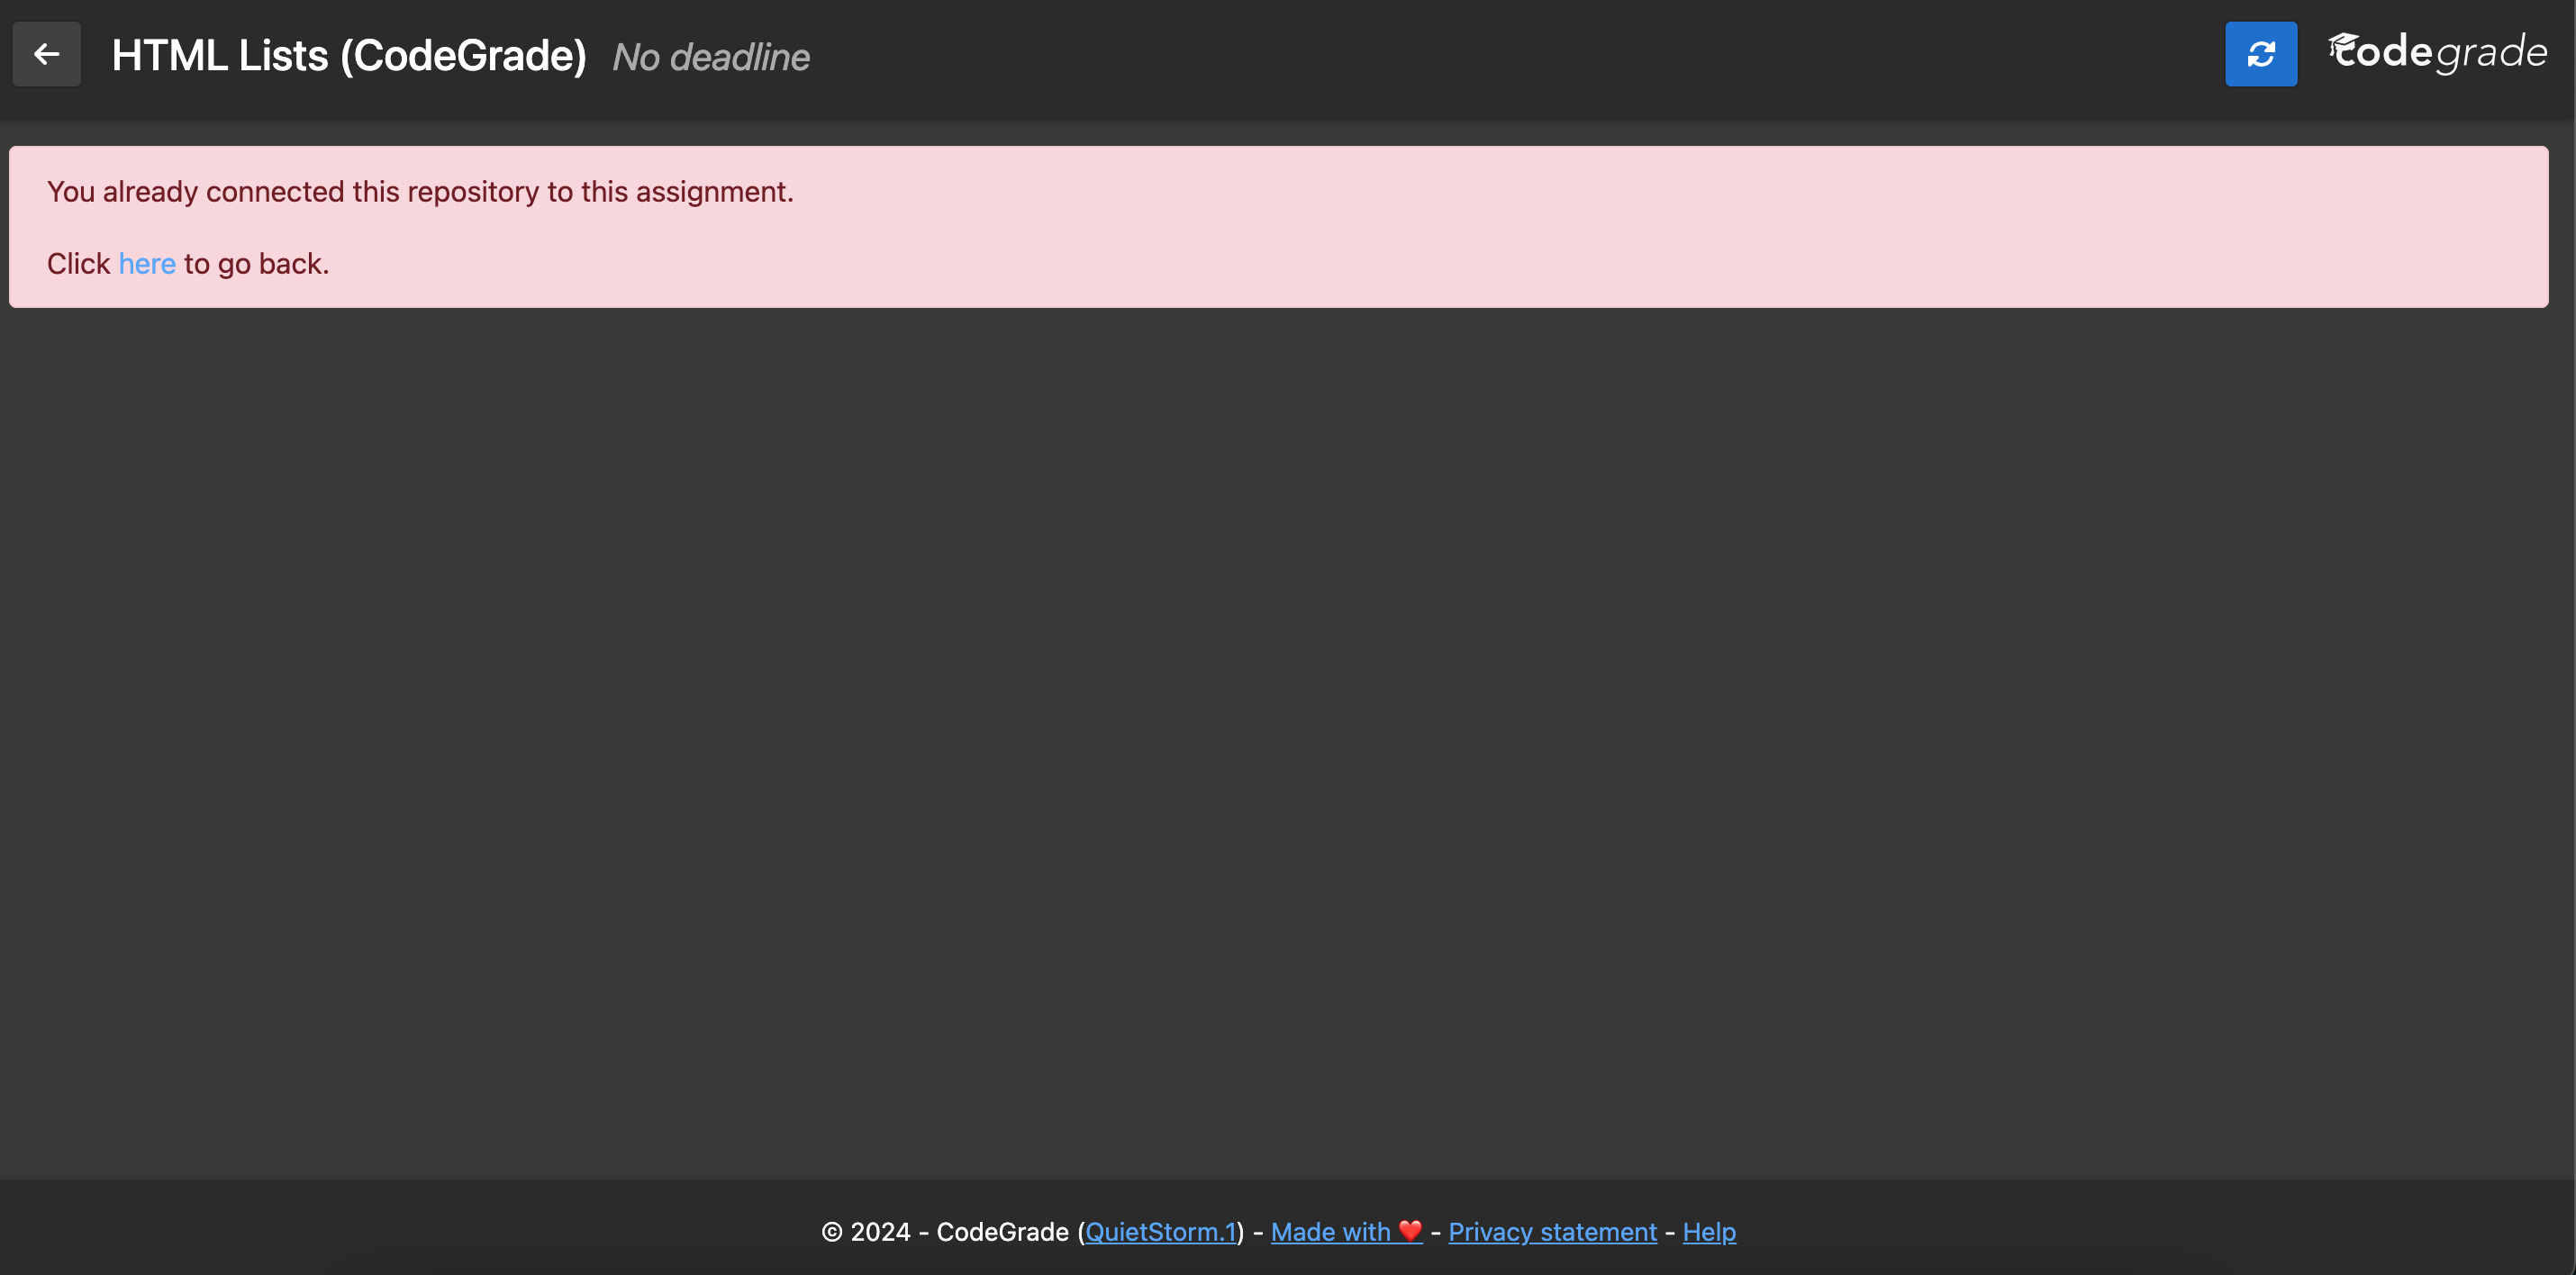 HTML Lists (CodeGrade) No deadline
codegrade
You already connected this repository to this assignment.
Click here to go back.
© 2024 - CodeGrade (QuietStorm.1) - Made with ❤️ - Privacy statement - Help